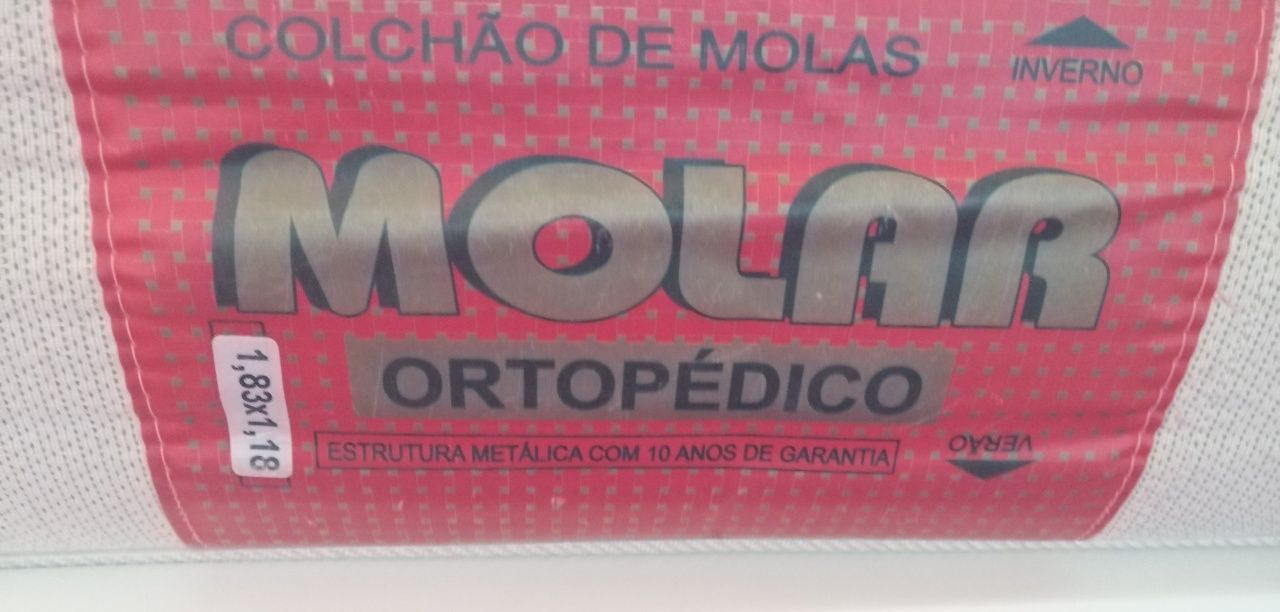 COLCHÃO DE MOLAS
INVERNO
MOLAR
ORTOPÉDICO
1,83x1,18
ESTRUTURA METÁLICA COM 10 ANOS DE GARANTIA
VERÃO